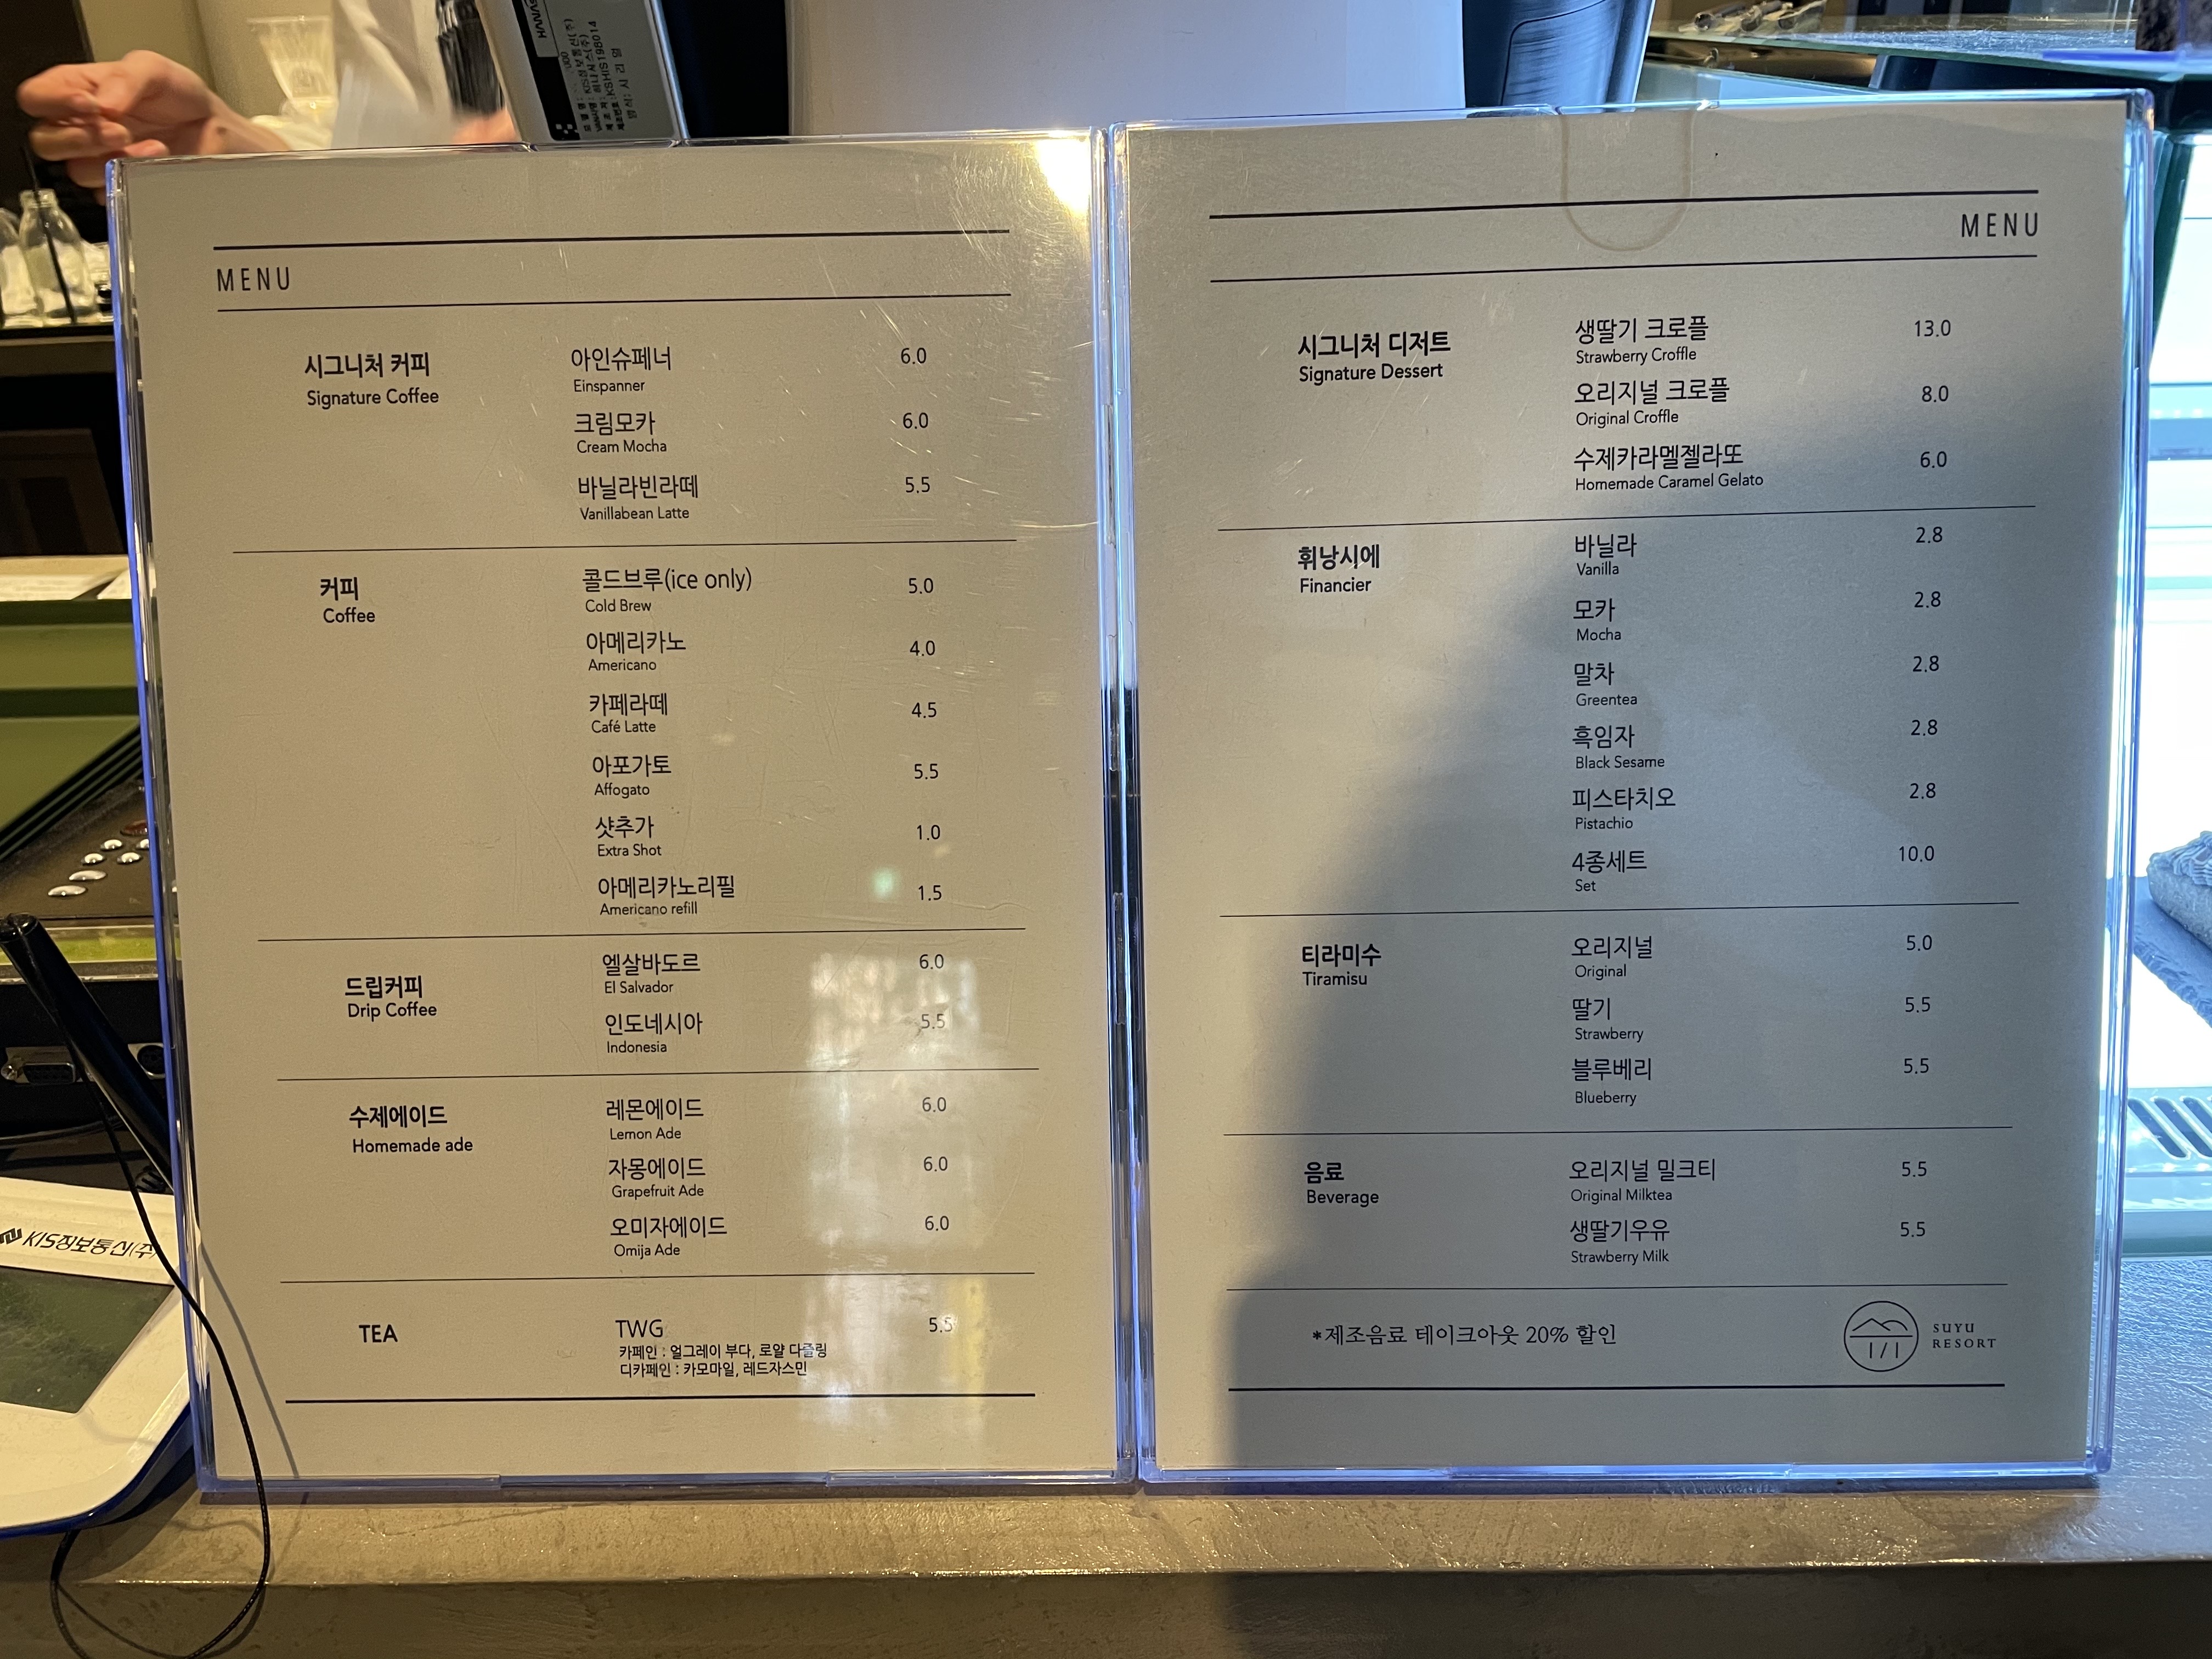 MENU
시그니처 커피
Signature Coffee
아인슈페너 6.0
Einspanner
크림모카 6.0
Cream Mocha
바닐라빈라떼 5.5
Vanillabean Latte
커피
Coffee
콜드브루(ice only) 5.0
Cold Brew
아메리카노 4.0
Americano
카페라떼 4.5
Café Latte
아포가토 5.5
Affogato
샷추가 1.0
Extra Shot
아메리카노리필 1.5
Americano refill
드립커피
Drip Coffee
엘살바도르 6.0
El Salvador
인도네시아 5.5
Indonesia
수제에이드
Homemade ade
레몬에이드 6.0
Lemon Ade
자몽에이드 6.0
Grapefruit Ade
오미자에이드 6.0
Omija Ade
TEA
TWG 5.5
카페인 : 얼그레이 부다, 로얄 다즐링
디카페인 : 카모마일, 레드자스민
MENU
시그니처 디저트
Signature Dessert
생딸기 크로플 13.0
Strawberry Croffle
오리지널 크로플 8.0
Original Croffle
수제카라멜젤라또 6.0
Homemade Caramel Gelato
휘낭시에
Financier
바닐라 2.8
Vanilla
모카 2.8
Mocha
말차 2.8
Greentea
흑임자 2.8
Black Sesame
피스타치오 2.8
Pistachio
4종세트 10.0
Set
티라미수
Tiramisu
오리지널 5.0
Original
딸기 5.5
Strawberry
블루베리 5.5
Blueberry
음료
Beverage
오리지널 밀크티 5.5
Original Milktea
생딸기우유 5.5
Strawberry Milk
*제조음료 테이크아웃 20% 할인
SUYU
RESORT
KIS정보통신(주)